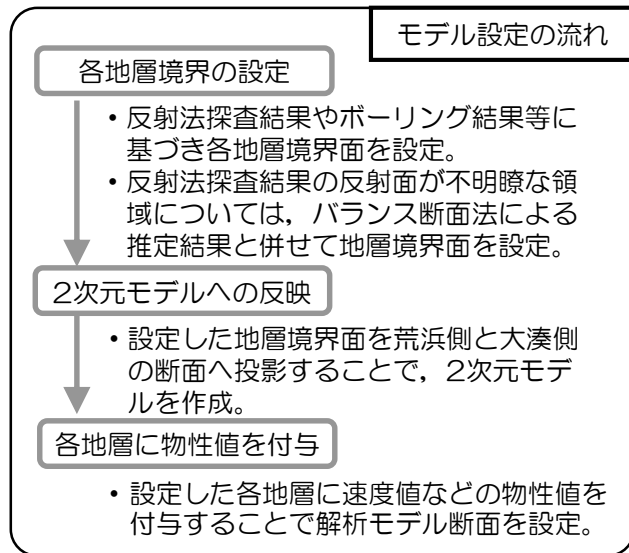 モデル設定の流れ
各地層境界の設定
・反射法探査結果やボーリング結果等に
基づき各地層境界面を設定。
・反射法探査結果の反射面が不明瞭な領
域については，バランス断面法による
推定結果と併せて地層境界面を設定。
2次元モデルへの反映
・設定した地層境界面を荒浜側と大湊側
の断面へ投影することで，2次元モデ
ルを作成。
各地層に物性値を付与
・設定した各地層に速度値などの物性値を
付与することで解析モデル断面を設定。